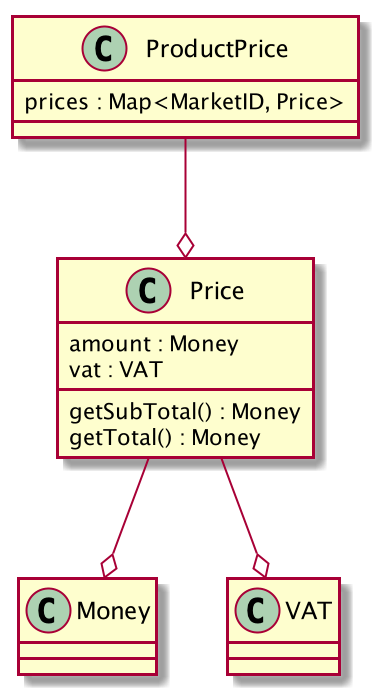 C ProductPrice
prices : Map<MarketID, Price>
C Price
amount : Money
vat : VAT
getSubTotal() : Money
getTotal() : Money
C Money
C VAT